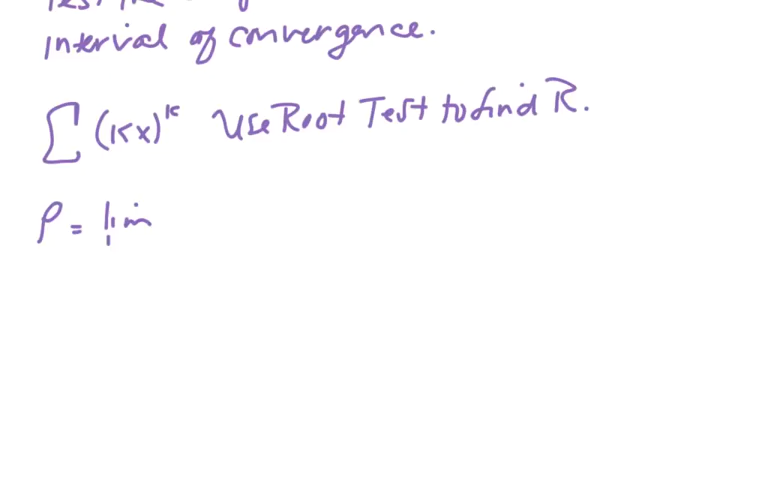 interval of convergence.
∑ (kx)^k Use Root Test to find R.
ρ = lim